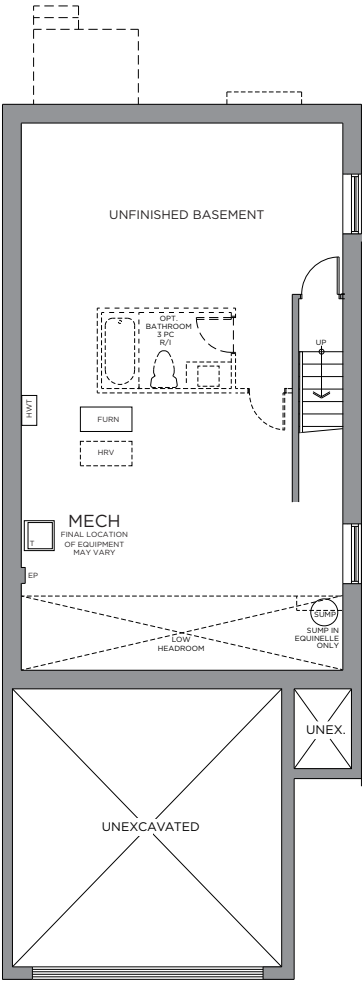 UNFINISHED BASEMENT
OPT.
BATHROOM
3 PC
R/I
UP
HWT
FURN
HRV
MECH
FINAL LOCATION
OF EQUIPMENT
MAY VARY
T
EP
SUMP
SUMP IN
EQUINELLE
ONLY
LOW
HEADROOM
UNEX.
UNEXCAVATED